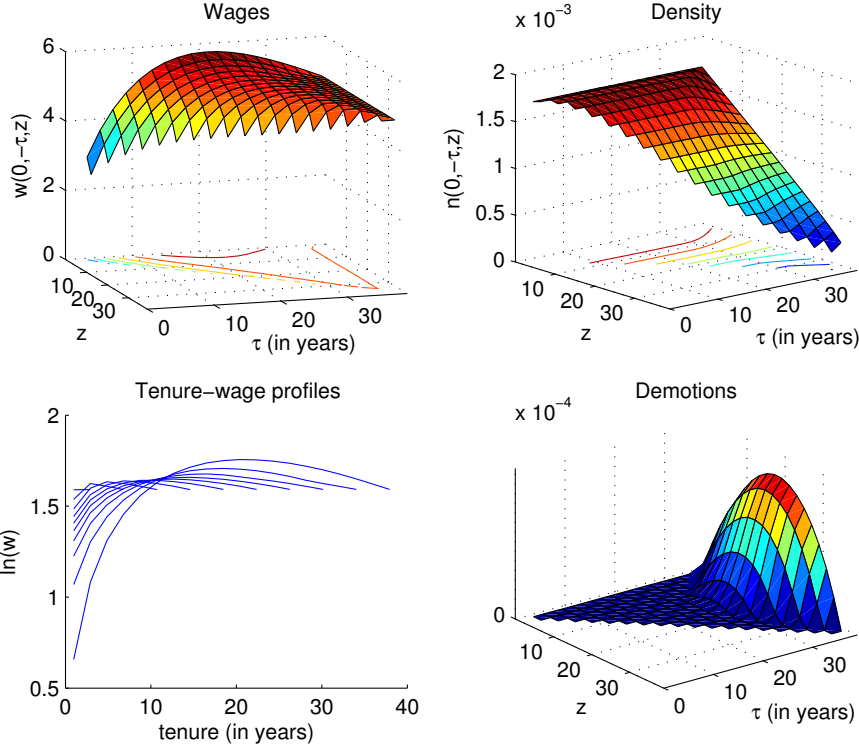 Wages
w(0,−τ,z)
6
4
2
0
10
20
30
z
0
10
20
30
τ (in years)
Density
x 10⁻³
n(0,−τ,z)
2
1.5
1
0.5
0
10
20
30
z
0
10
20
30
τ (in years)
Tenure−wage profiles
ln(w)
2
1.5
1
0.5
0
10
20
30
40
tenure (in years)
Demotions
x 10⁻⁴
0
10
20
30
z
0
10
20
30
τ (in years)